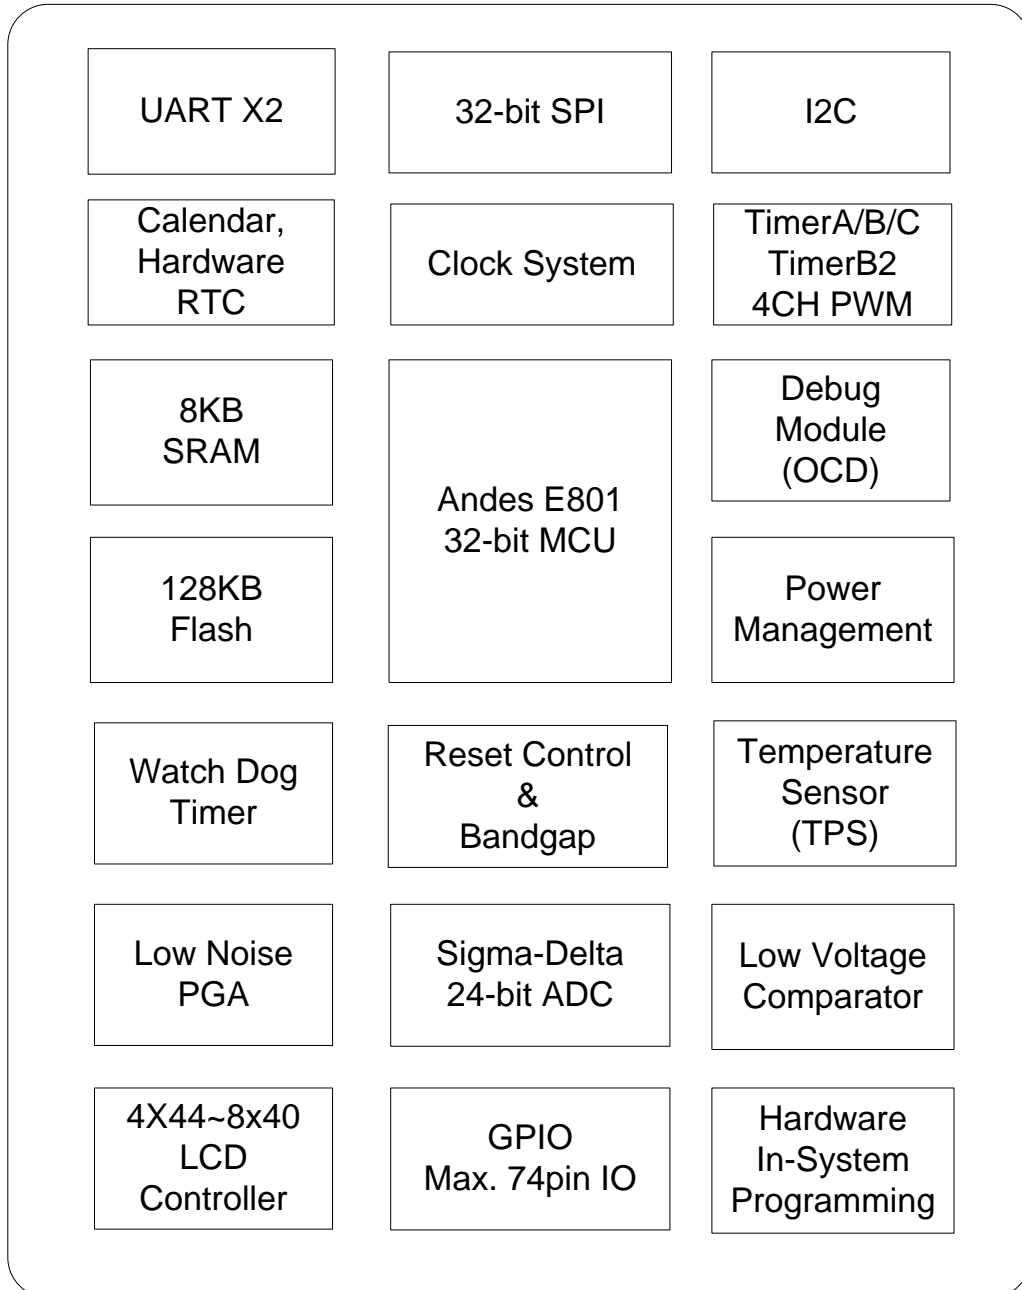 UART X2
32-bit SPI
I2C
Calendar,
Hardware
RTC
Clock System
TimerA/B/C
TimerB2
4CH PWM
8KB
SRAM
Andes E801
32-bit MCU
Debug
Module
(OCD)
128KB
Flash
Power
Management
Watch Dog
Timer
Reset Control
&
Bandgap
Temperature
Sensor
(TPS)
Low Noise
PGA
Sigma-Delta
24-bit ADC
Low Voltage
Comparator
4X44~8x40
LCD
Controller
GPIO
Max. 74pin IO
Hardware
In-System
Programming